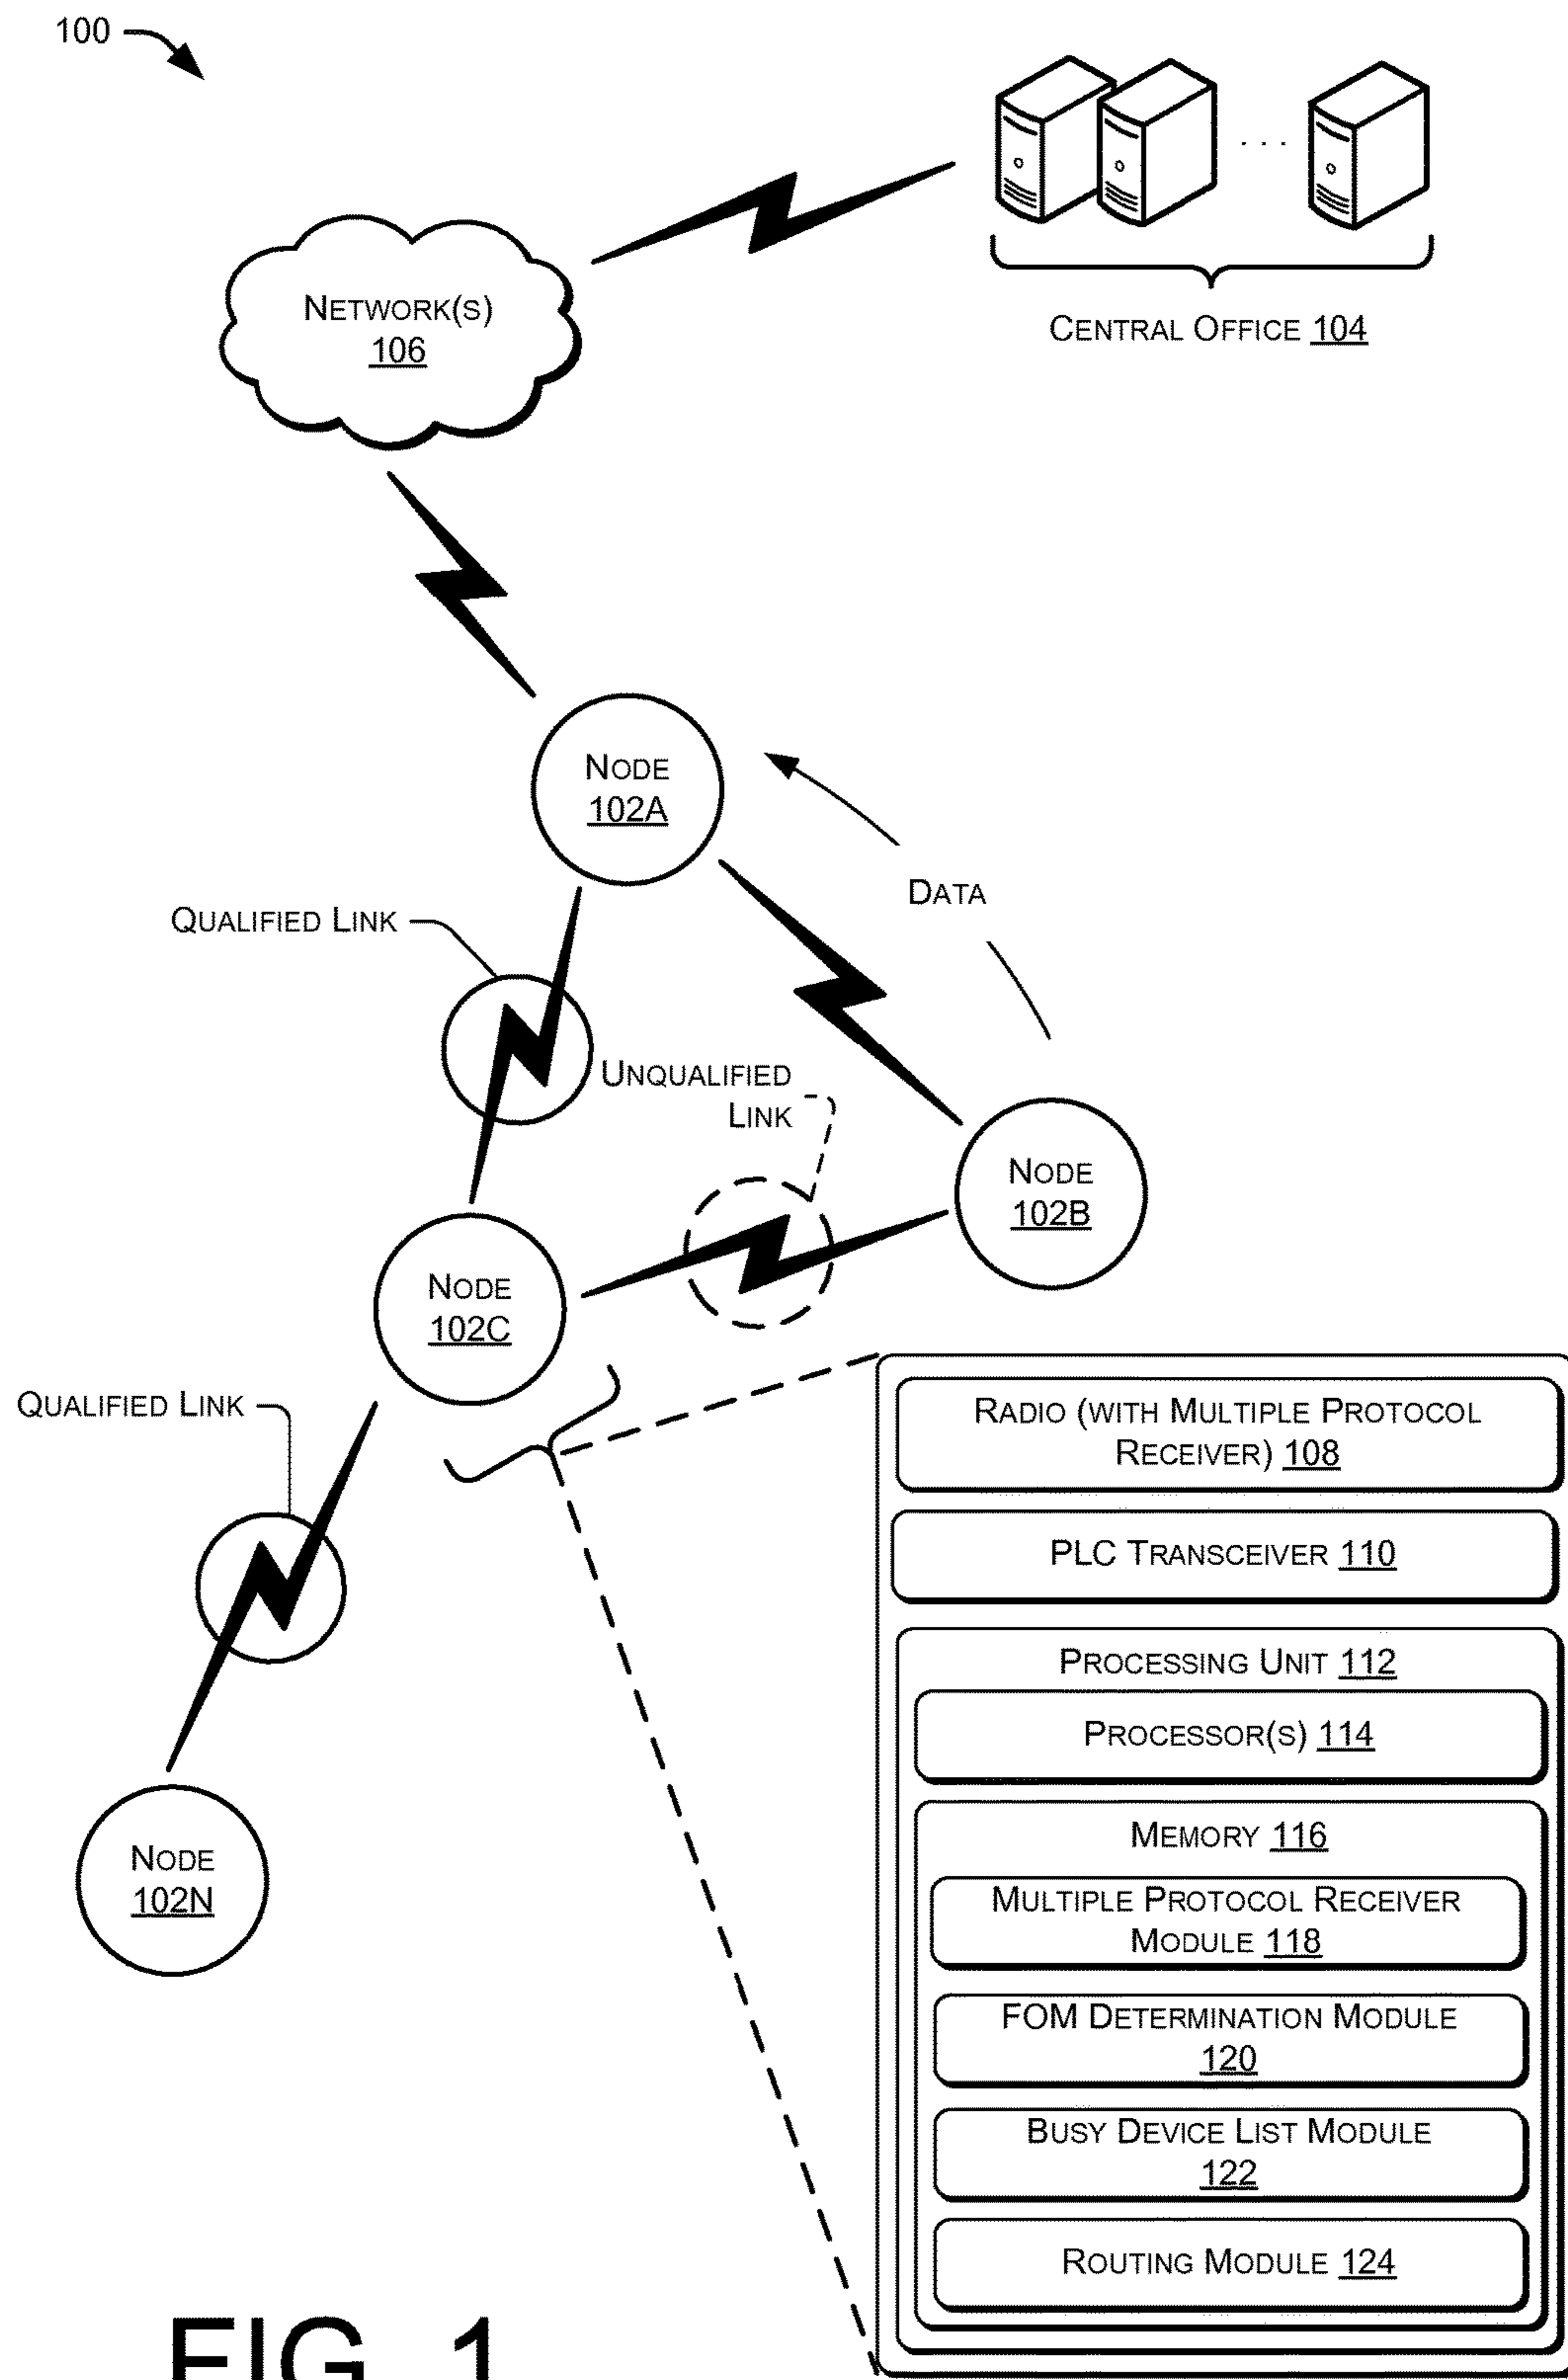 100
NETWORK(S)
106
CENTRAL OFFICE 104
NODE
102A
DATA
QUALIFIED LINK
UNQUALIFIED
LINK
NODE
102B
NODE
102C
QUALIFIED LINK
NODE
102N
RADIO (WITH MULTIPLE PROTOCOL
RECEIVER) 108
PLC TRANSCEIVER 110
PROCESSING UNIT 112
PROCESSOR(S) 114
MEMORY 116
MULTIPLE PROTOCOL RECEIVER
MODULE 118
FOM DETERMINATION MODULE
120
BUSY DEVICE LIST MODULE
122
ROUTING MODULE 124
FIG. 1